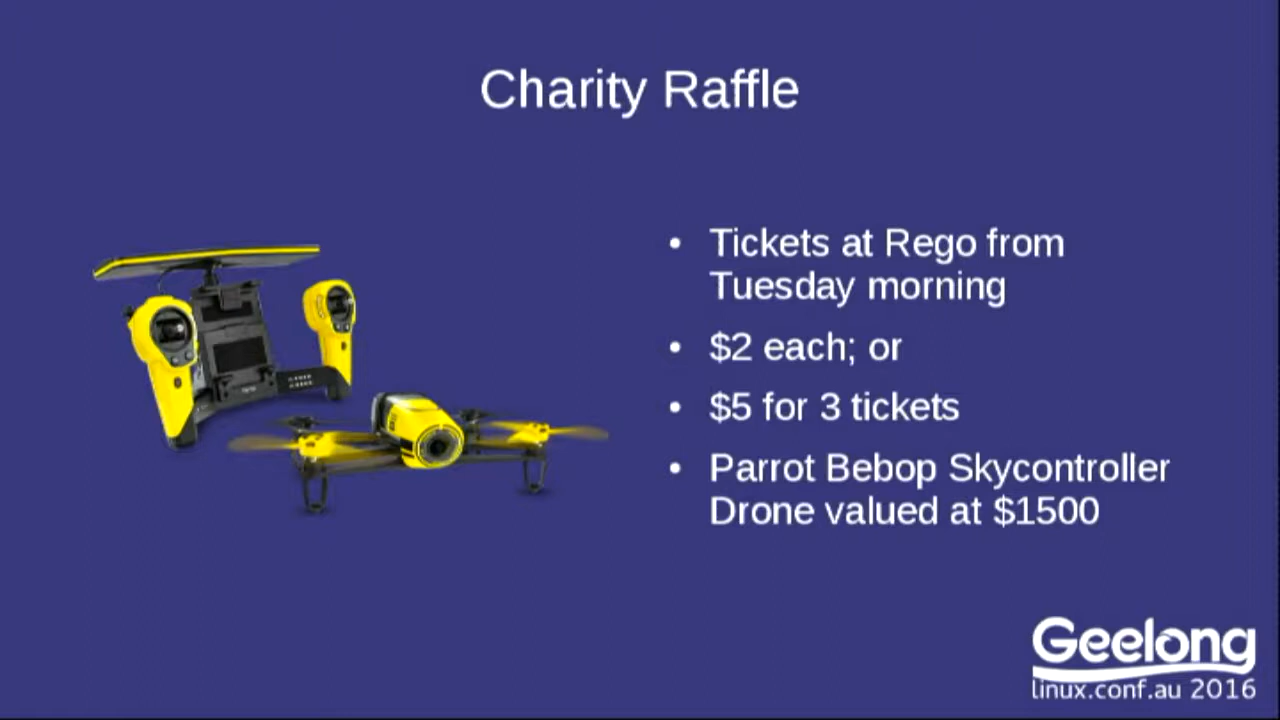 Charity Raffle
• Tickets at Rego from
Tuesday morning
• $2 each; or
• $5 for 3 tickets
• Parrot Bebop Skycontroller
Drone valued at $1500
Geelong
linux.conf.au 2016